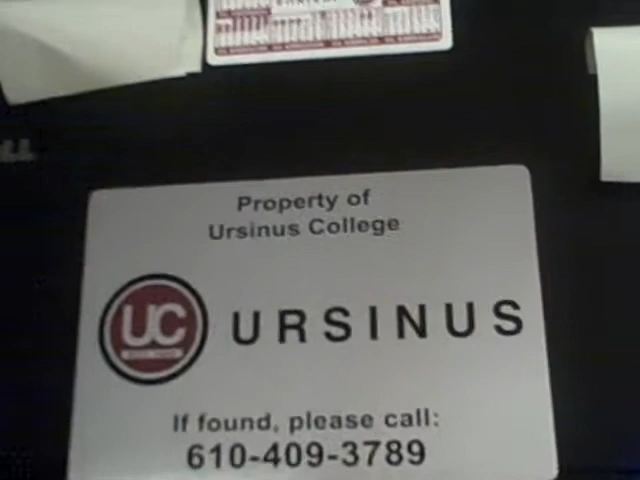 Property of
Ursinus College
UC
URSINUS
If found, please call:
610-409-3789